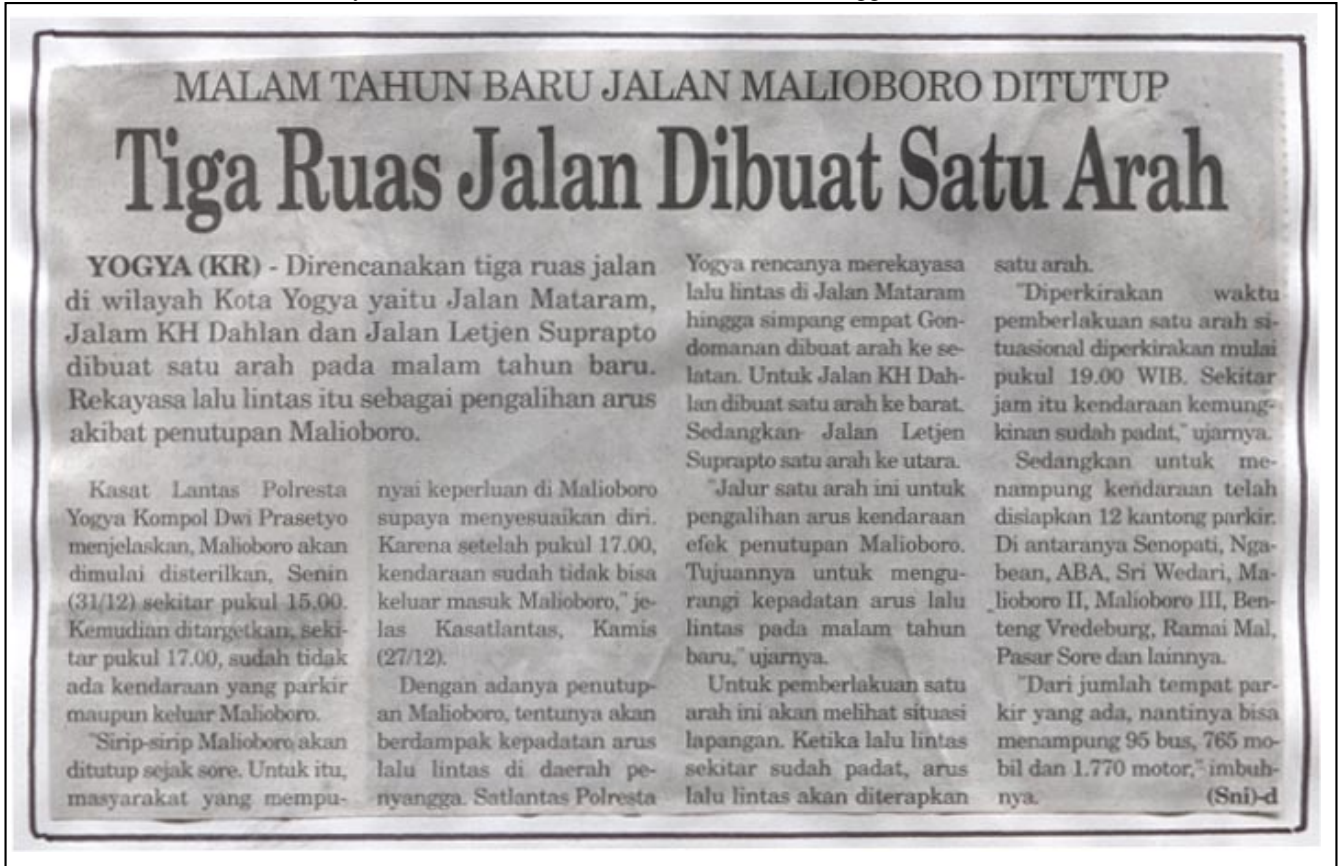 MALAM TAHUN BARU JALAN MALIOBORO DITUTUP
Tiga Ruas Jalan Dibuat Satu Arah
YOGYA (KR) - Direncanakan tiga ruas jalan
di wilayah Kota Yogya yaitu Jalan Mataram,
Jalam KH Dahlan dan Jalan Letjen Suprapto
dibuat satu arah pada malam tahun baru.
Rekayasa lalu lintas itu sebagai pengalihan arus
akibat penutupan Malioboro.
Kasat Lantas Polresta
Yogya Kompol Dwi Prasetyo
menjelaskan, Malioboro akan
dimulai disterilkan, Senin
(31/12) sekitar pukul 15.00.
Kemudian ditargetkan, seki-
tar pukul 17.00, sudah tidak
ada kendaraan yang parkir
maupun keluar Malioboro.
"Sirip-sirip Malioboro akan
ditutup sejak sore. Untuk itu,
masyarakat yang mempu-
nyai keperluan di Malioboro
supaya menyesuaikan diri.
Karena setelah pukul 17.00,
kendaraan sudah tidak bisa
keluar masuk Malioboro," je-
las Kasatlantas, Kamis
(27/12).
Dengan adanya penutup-
an Malioboro, tentunya akan
berdampak kepadatan arus
lalu lintas di daerah pe-
nyangga. Satlantas Polresta
Yogya rencanya merekayasa
lalu lintas di Jalan Mataram
hingga simpang empat Gon-
domanan dibuat arah ke se-
latan. Untuk Jalan KH Dah-
lan dibuat satu arah ke barat.
Sedangkan Jalan Letjen
Suprapto satu arah ke utara.
"Jalur satu arah ini untuk
pengalihan arus kendaraan
efek penutupan Malioboro.
Tujuannya untuk mengu-
rangi kepadatan arus lalu
lintas pada malam tahun
baru," ujarnya.
Untuk pemberlakuan satu
arah ini akan melihat situasi
lapangan. Ketika lalu lintas
sekitar sudah padat, arus
lalu lintas akan diterapkan
satu arah.
"Diperkirakan waktu
pemberlakuan satu arah si-
tuasional diperkirakan mulai
pukul 19.00 WIB. Sekitar
jam itu kendaraan kemung-
kinan sudah padat," ujarnya.
Sedangkan untuk me-
nampung kendaraan telah
disiapkan 12 kantong parkir.
Di antaranya Senopati, Nga-
bean, ABA, Sri Wedari, Ma-
lioboro II, Malioboro III, Ben-
teng Vredeburg, Ramai Mal,
Pasar Sore dan lainnya.
"Dari jumlah tempat par-
kir yang ada, nantinya bisa
menampung 95 bus, 765 mo-
bil dan 1.770 motor," imbuh-
nya. (Sni)-d